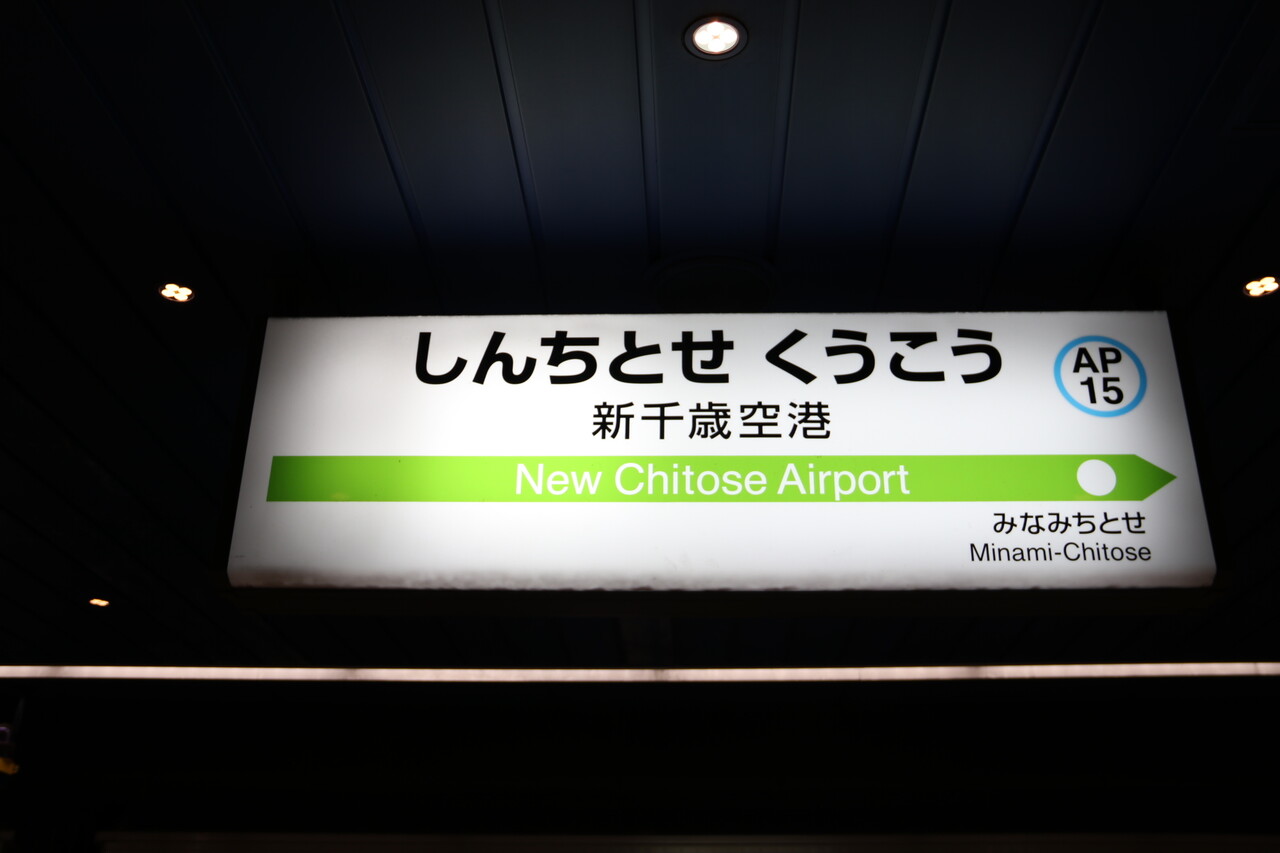 しんちとせ くうこう
AP
15
新千歳空港
New Chitose Airport
みなみちとせ
Minami-Chitose